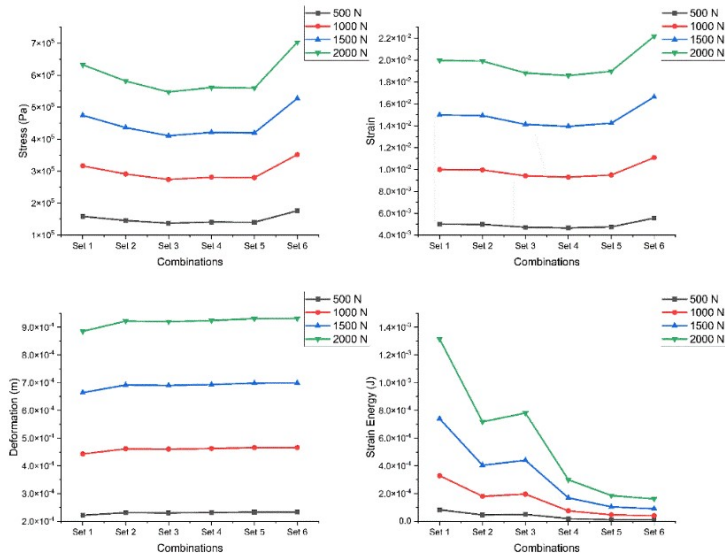 500 N
1000 N
1500 N
2000 N
7×10⁵
6×10⁵
5×10⁵
4×10⁵
3×10⁵
2×10⁵
1×10⁵
Stress (Pa)
Set 1 Set 2 Set 3 Set 4 Set 5 Set 6
Combinations
500 N
1000 N
1500 N
2000 N
2.2×10⁻²
2.0×10⁻²
1.8×10⁻²
1.6×10⁻²
1.4×10⁻²
1.2×10⁻²
1.0×10⁻²
8.0×10⁻³
6.0×10⁻³
4.0×10⁻³
Strain
Set 1 Set 2 Set 3 Set 4 Set 5 Set 6
Combinations
500 N
1000 N
1500 N
2000 N
9.0×10⁻⁴
8.0×10⁻⁴
7.0×10⁻⁴
6.0×10⁻⁴
5.0×10⁻⁴
4.0×10⁻⁴
3.0×10⁻⁴
2.0×10⁻⁴
Deformation (m)
Set 1 Set 2 Set 3 Set 4 Set 5 Set 6
Combinations
500 N
1000 N
1500 N
2000 N
1.4×10⁻³
1.2×10⁻³
1.0×10⁻³
8.0×10⁻⁴
6.0×10⁻⁴
4.0×10⁻⁴
2.0×10⁻⁴
0.0
Strain Energy (J)
Set 1 Set 2 Set 3 Set 4 Set 5 Set 6
Combinations